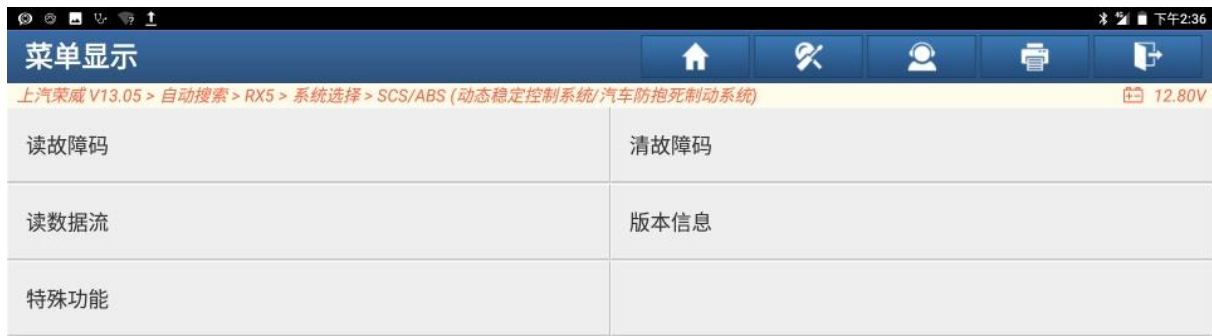 下午2:36
菜单显示
上汽荣威 V13.05 > 自动搜索 > RX5 > 系统选择 > SCS/ABS (动态稳定控制系统/汽车防抱死制动系统) 12.80V
读故障码 清故障码
读数据流 版本信息
特殊功能